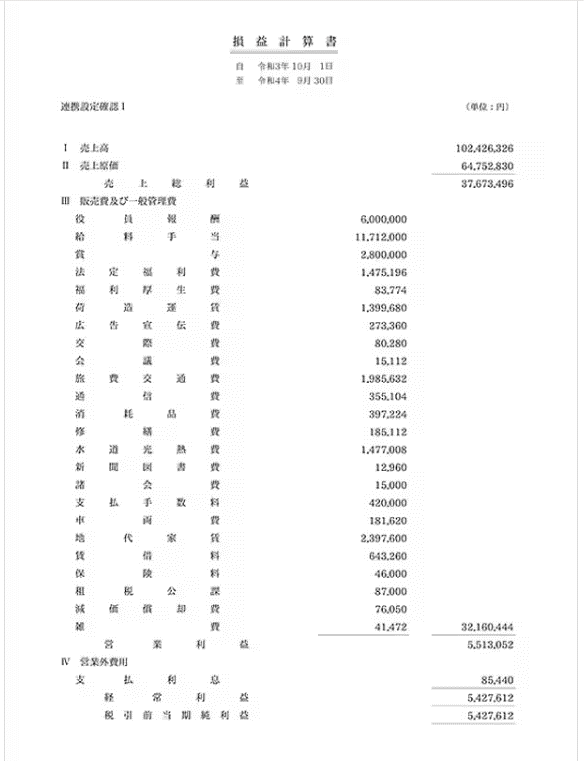 損益計算書
自 令和3年10月 1日
至 令和4年 9月30日
連携設定確認1 (単位：円)
Ⅰ 売上高 102,426,326
Ⅱ 売上原価 64,752,830
売上総利益 37,673,496
Ⅲ 販売費及び一般管理費
役員報酬 6,000,000
給料手当 11,712,000
賞与 2,800,000
法定福利費 1,475,196
福利厚生費 83,774
荷造運賃 1,399,680
広告宣伝費 273,360
交際費 80,280
会議費 15,112
旅費交通費 1,985,632
通信費 355,104
消耗品費 397,224
修繕費 185,112
水道光熱費 1,477,008
新聞図書費 12,960
諸会費 15,000
支払手数料 420,000
車両費 181,620
地代家賃 2,397,600
賃借料 643,260
保険料 46,000
租税公課 87,000
減価償却費 76,050
雑費 41,472 32,160,444
営業利益 5,513,052
Ⅳ 営業外費用
支払利息 85,440
経常利益 5,427,612
税引前当期純利益 5,427,612